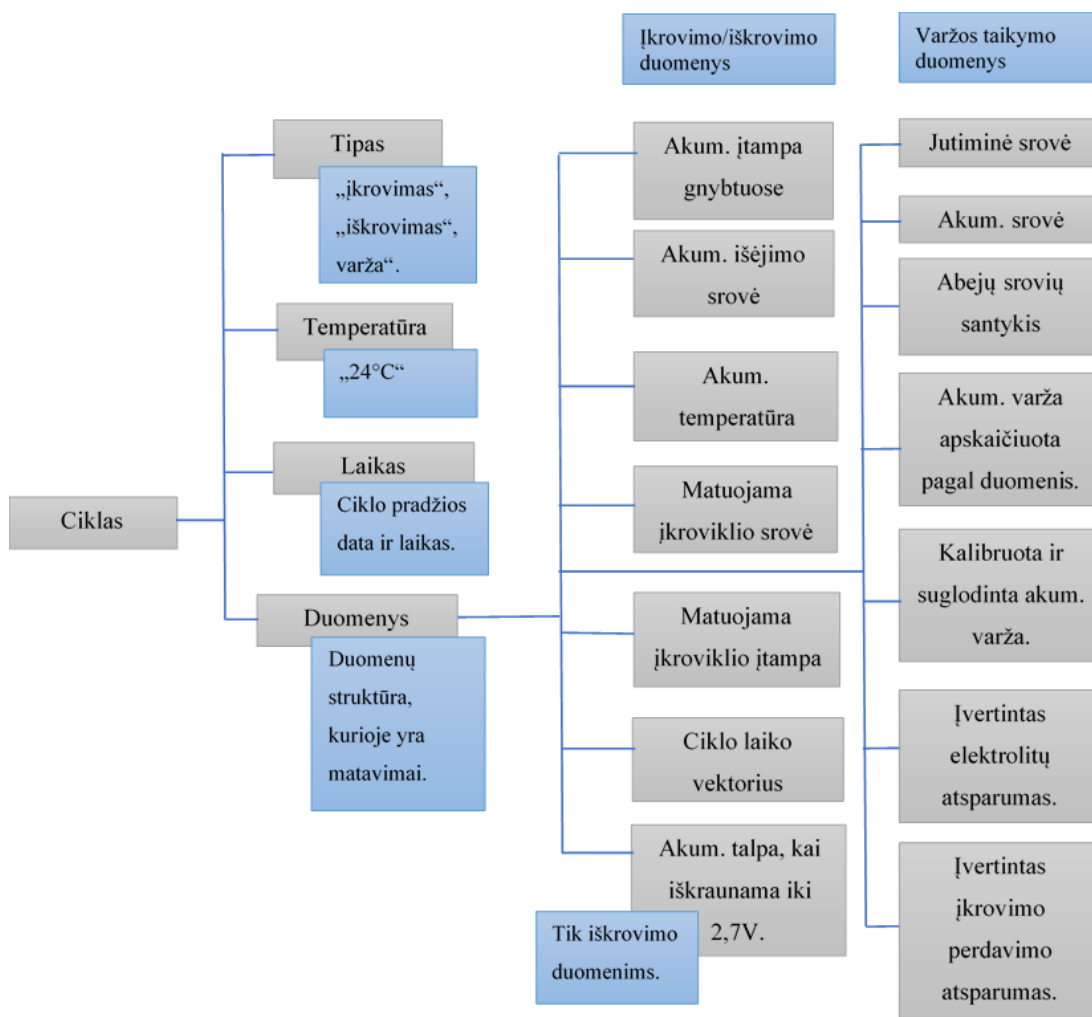 Ciklas
Tipas
„įkrovimas“,
„iškrovimas“,
varža“.
Temperatūra
„24°C“
Laikas
Ciklo pradžios
data ir laikas.
Duomenys
Duomenų
struktūra,
kurioje yra
matavimai.
Įkrovimo/iškrovimo
duomenys
Akum. įtampa
gnybtuose
Akum. išėjimo
srovė
Akum.
temperatūra
Matuojama
įkroviklio srovė
Matuojama
įkroviklio įtampa
Ciklo laiko
vektorius
Akum. talpa, kai
iškraunama iki
2,7V.
Tik iškrovimo
duomenims.
Varžos taikymo
duomenys
Jutiminė srovė
Akum. srovė
Abejų srovių
santykis
Akum. varža
apskaičiuota
pagal duomenis.
Kalibruota ir
suglodinta akum.
varža.
Įvertintas
elektrolitų
atsparumas.
Įvertintas
įkrovimo
perdavimo
atsparumas.